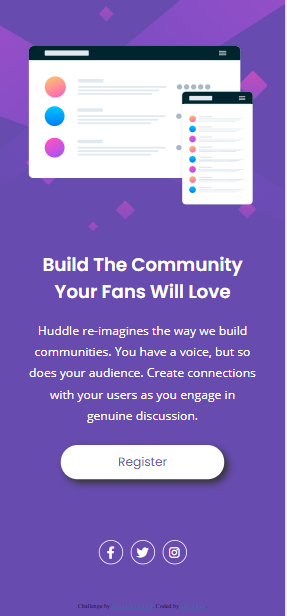 Build The Community
Your Fans Will Love
Huddle re-imagines the way we build
communities. You have a voice, but so
does your audience. Create connections
with your users as you engage in
genuine discussion.
Register
Challenge by
Coded by